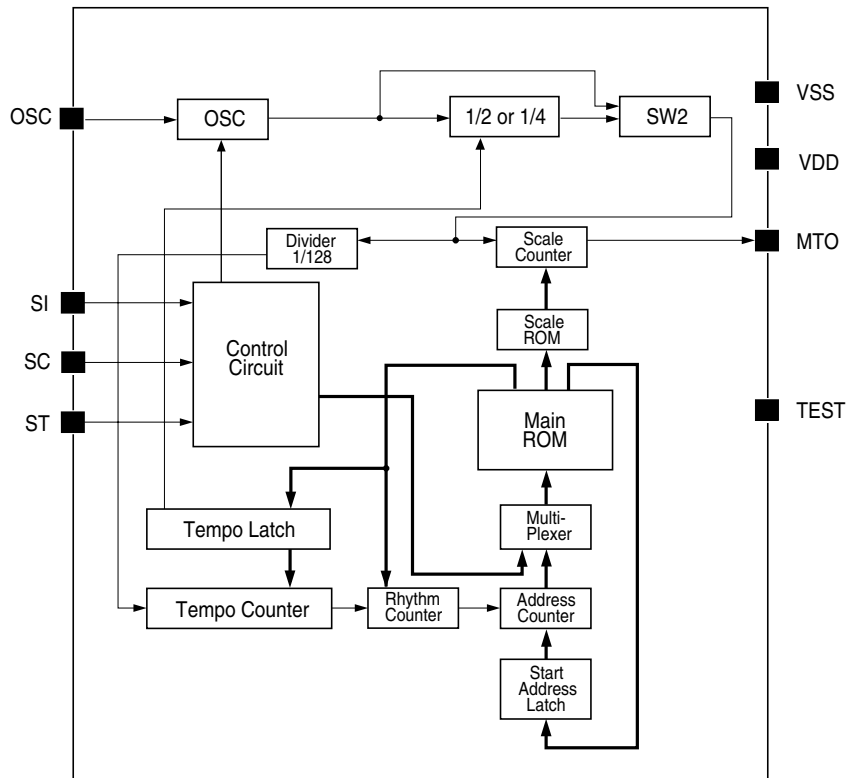 OSC
OSC
1/2 or 1/4
SW2
VSS
VDD
Divider
1/128
Scale
Counter
MTO
SI
SC
ST
Control
Circuit
Scale
ROM
Main
ROM
TEST
Tempo Latch
Multi-
Plexer
Tempo Counter
Rhythm
Counter
Address
Counter
Start
Address
Latch